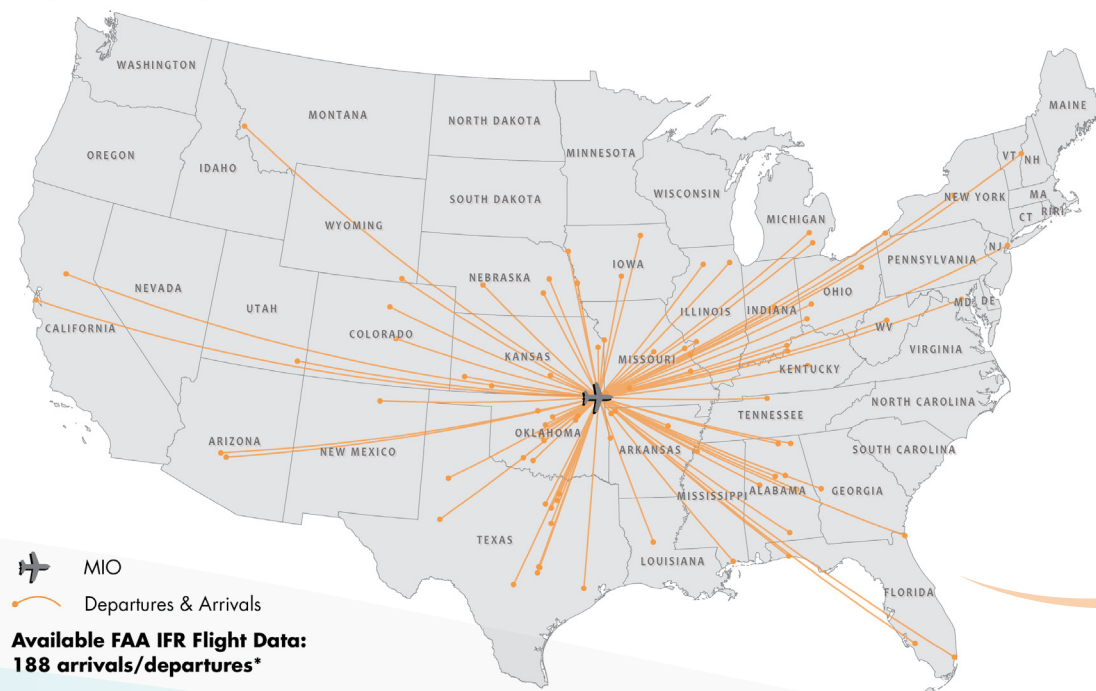 WASHINGTON
MAINE
MONTANA
NORTH DAKOTA
MINNESOTA
OREGON
IDAHO
VT
NH
WISCONSIN
SOUTH DAKOTA
NEW YORK
MA
MICHIGAN
CT
RI
RI
WYOMING
NJ
PENNSYLVANIA
IOWA
NEBRASKA
NEVADA
OHIO
MD
DE
UTAH
ILLINOIS
INDIANA
CALIFORNIA
COLORADO
WV
VIRGINIA
KANSAS
MISSOURI
KENTUCKY
NORTH CAROLINA
TENNESSEE
OKLAHOMA
ARIZONA
NEW MEXICO
ARKANSAS
SOUTH CAROLINA
MISSISSIPPI
ALABAMA
GEORGIA
TEXAS
LOUISIANA
FLORIDA
MIO
Departures & Arrivals
Available FAA IFR Flight Data:
188 arrivals/departures*